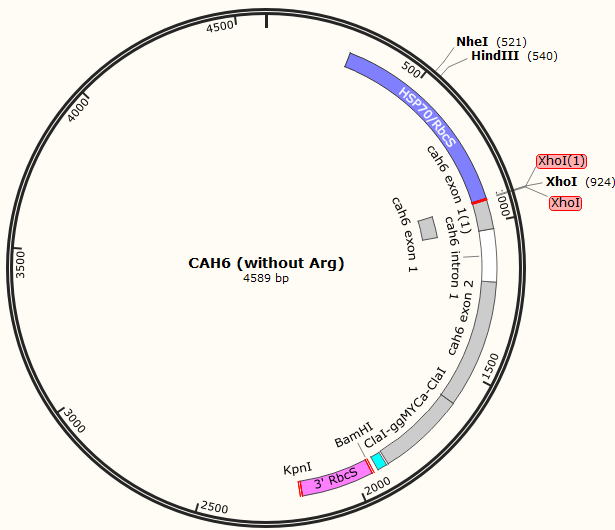 4500
NheI (521)
HindIII (540)
500
HSP70/RbcS
4000
cah6 exon 1(1)
XhoI(1)
XhoI (924)
XhoI
1000
cah6 exon 1
cah6 intron 1
3500
CAH6 (without Arg)
4589 bp
cah6 exon 2
1500
ClaI-ggMYCa-ClaI
3000
BamHI
KpnI
3' RbcS
2000
2500